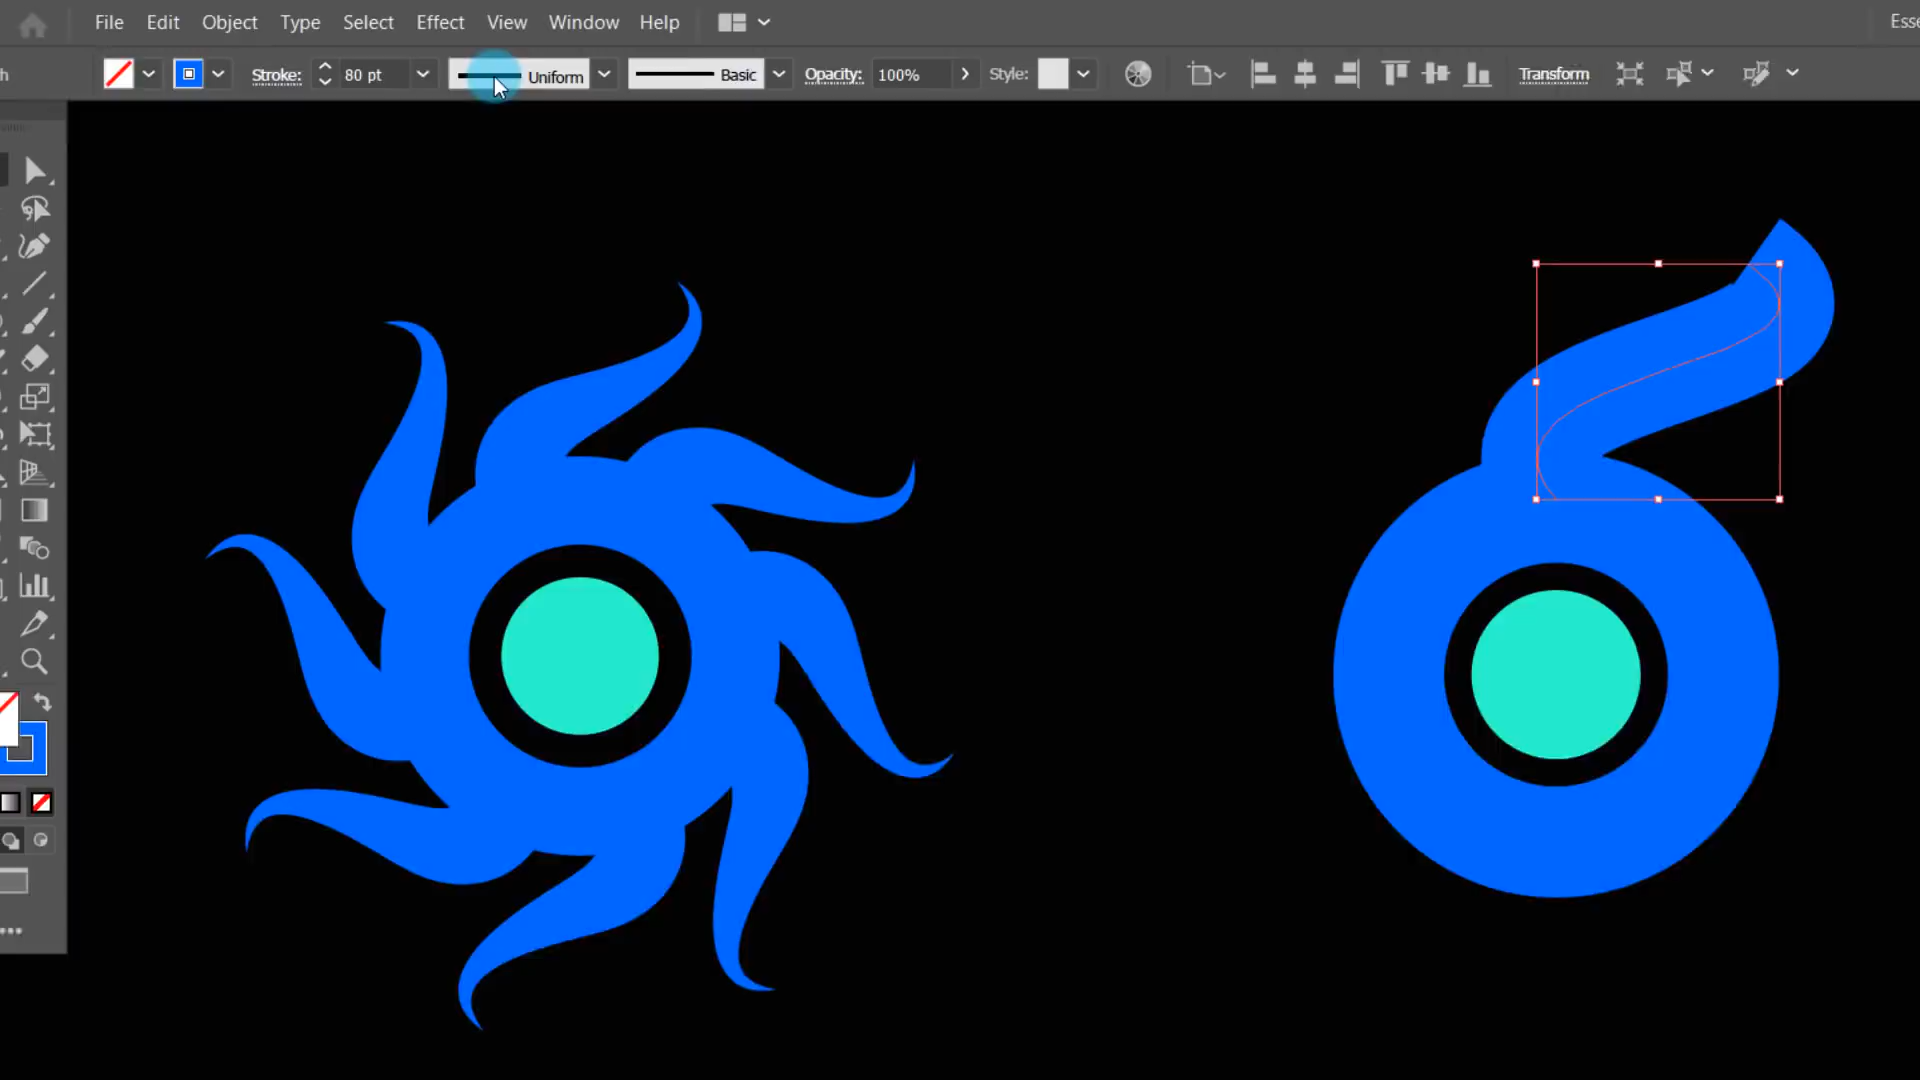 File Edit Object Type Select Effect View Window Help
Stroke: 80 pt Uniform Basic Opacity: 100% Style: Transform